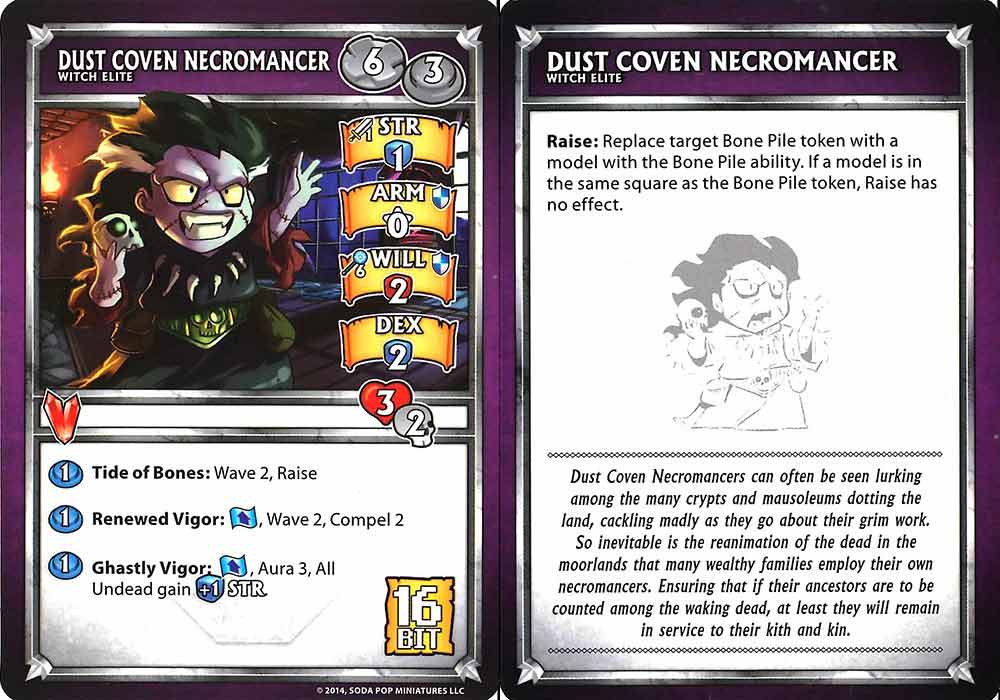 DUST COVEN NECROMANCER
WITCH ELITE
6
3
1
STR
1
ARM
0
6
WILL
2
DEX
2
3
2
1 Tide of Bones: Wave 2, Raise
1 Renewed Vigor: , Wave 2, Compel 2
1 Ghastly Vigor: , Aura 3, All
Undead gain +1 STR
16
BIT
© 2014, SODA POP MINIATURES LLC
DUST COVEN NECROMANCER
WITCH ELITE
Raise: Replace target Bone Pile token with a
model with the Bone Pile ability. If a model is in
the same square as the Bone Pile token, Raise has
no effect.
Dust Coven Necromancers can often be seen lurking
among the many crypts and mausoleums dotting the
land, cackling madly as they go about their grim work.
So inevitable is the reanimation of the dead in the
moorlands that many wealthy families employ their own
necromancers. Ensuring that if their ancestors are to be
counted among the waking dead, at least they will remain
in service to their kith and kin.